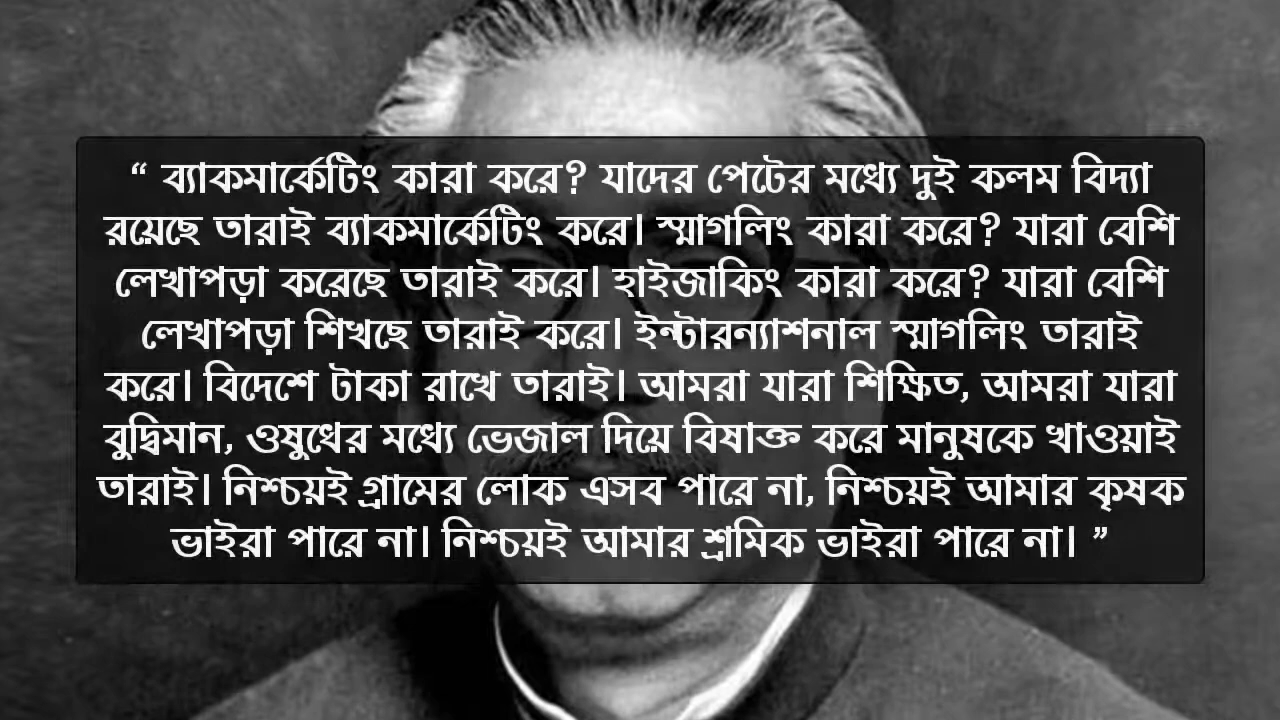 “ ব্যাকমার্কেটিং কারা করে? যাদের পেটের মধ্যে দুই কলম বিদ্যা
রয়েছে তারাই ব্যাকমার্কেটিং করে। স্মাগলিং কারা করে? যারা বেশি
লেখাপড়া করেছে তারাই করে। হাইজাকিং কারা করে? যারা বেশি
লেখাপড়া শিখছে তারাই করে। ইন্টারন্যাশনাল স্মাগলিং তারাই
করে। বিদেশে টাকা রাখে তারাই। আমরা যারা শিক্ষিত, আমরা যারা
বুদ্বিমান, ওষুধের মধ্যে ভেজাল দিয়ে বিষাক্ত করে মানুষকে খাওয়াই
তারাই। নিশ্চয়ই গ্রামের লোক এসব পারে না, নিশ্চয়ই আমার কৃষক
ভাইরা পারে না। নিশ্চয়ই আমার শ্রমিক ভাইরা পারে না। ”